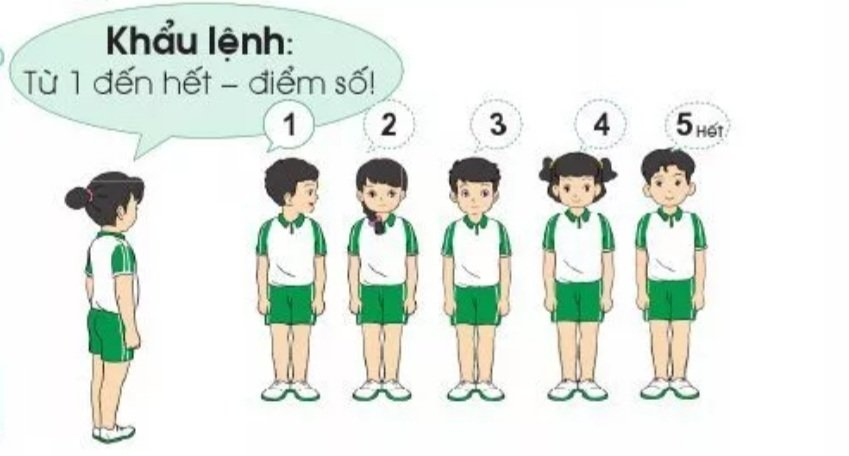 Khẩu lệnh:
Từ 1 đến hết – điểm số!
1
2
3
4
5 Hết